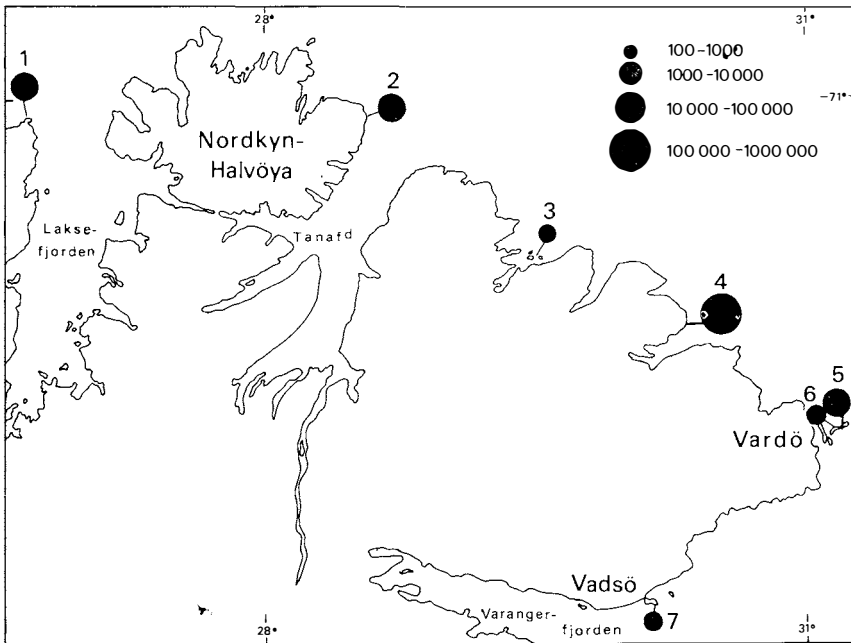 28°
31°
1
100-1000
1000-10 000
2
71°
10 000-100 000
Nordkyn-
Halvöya
100 000-1000 000
3
Lakse-
fjorden
Tanafd
4
5
6
Vardö
Vadsö
Varanger-
fjorden
7
28°
31°